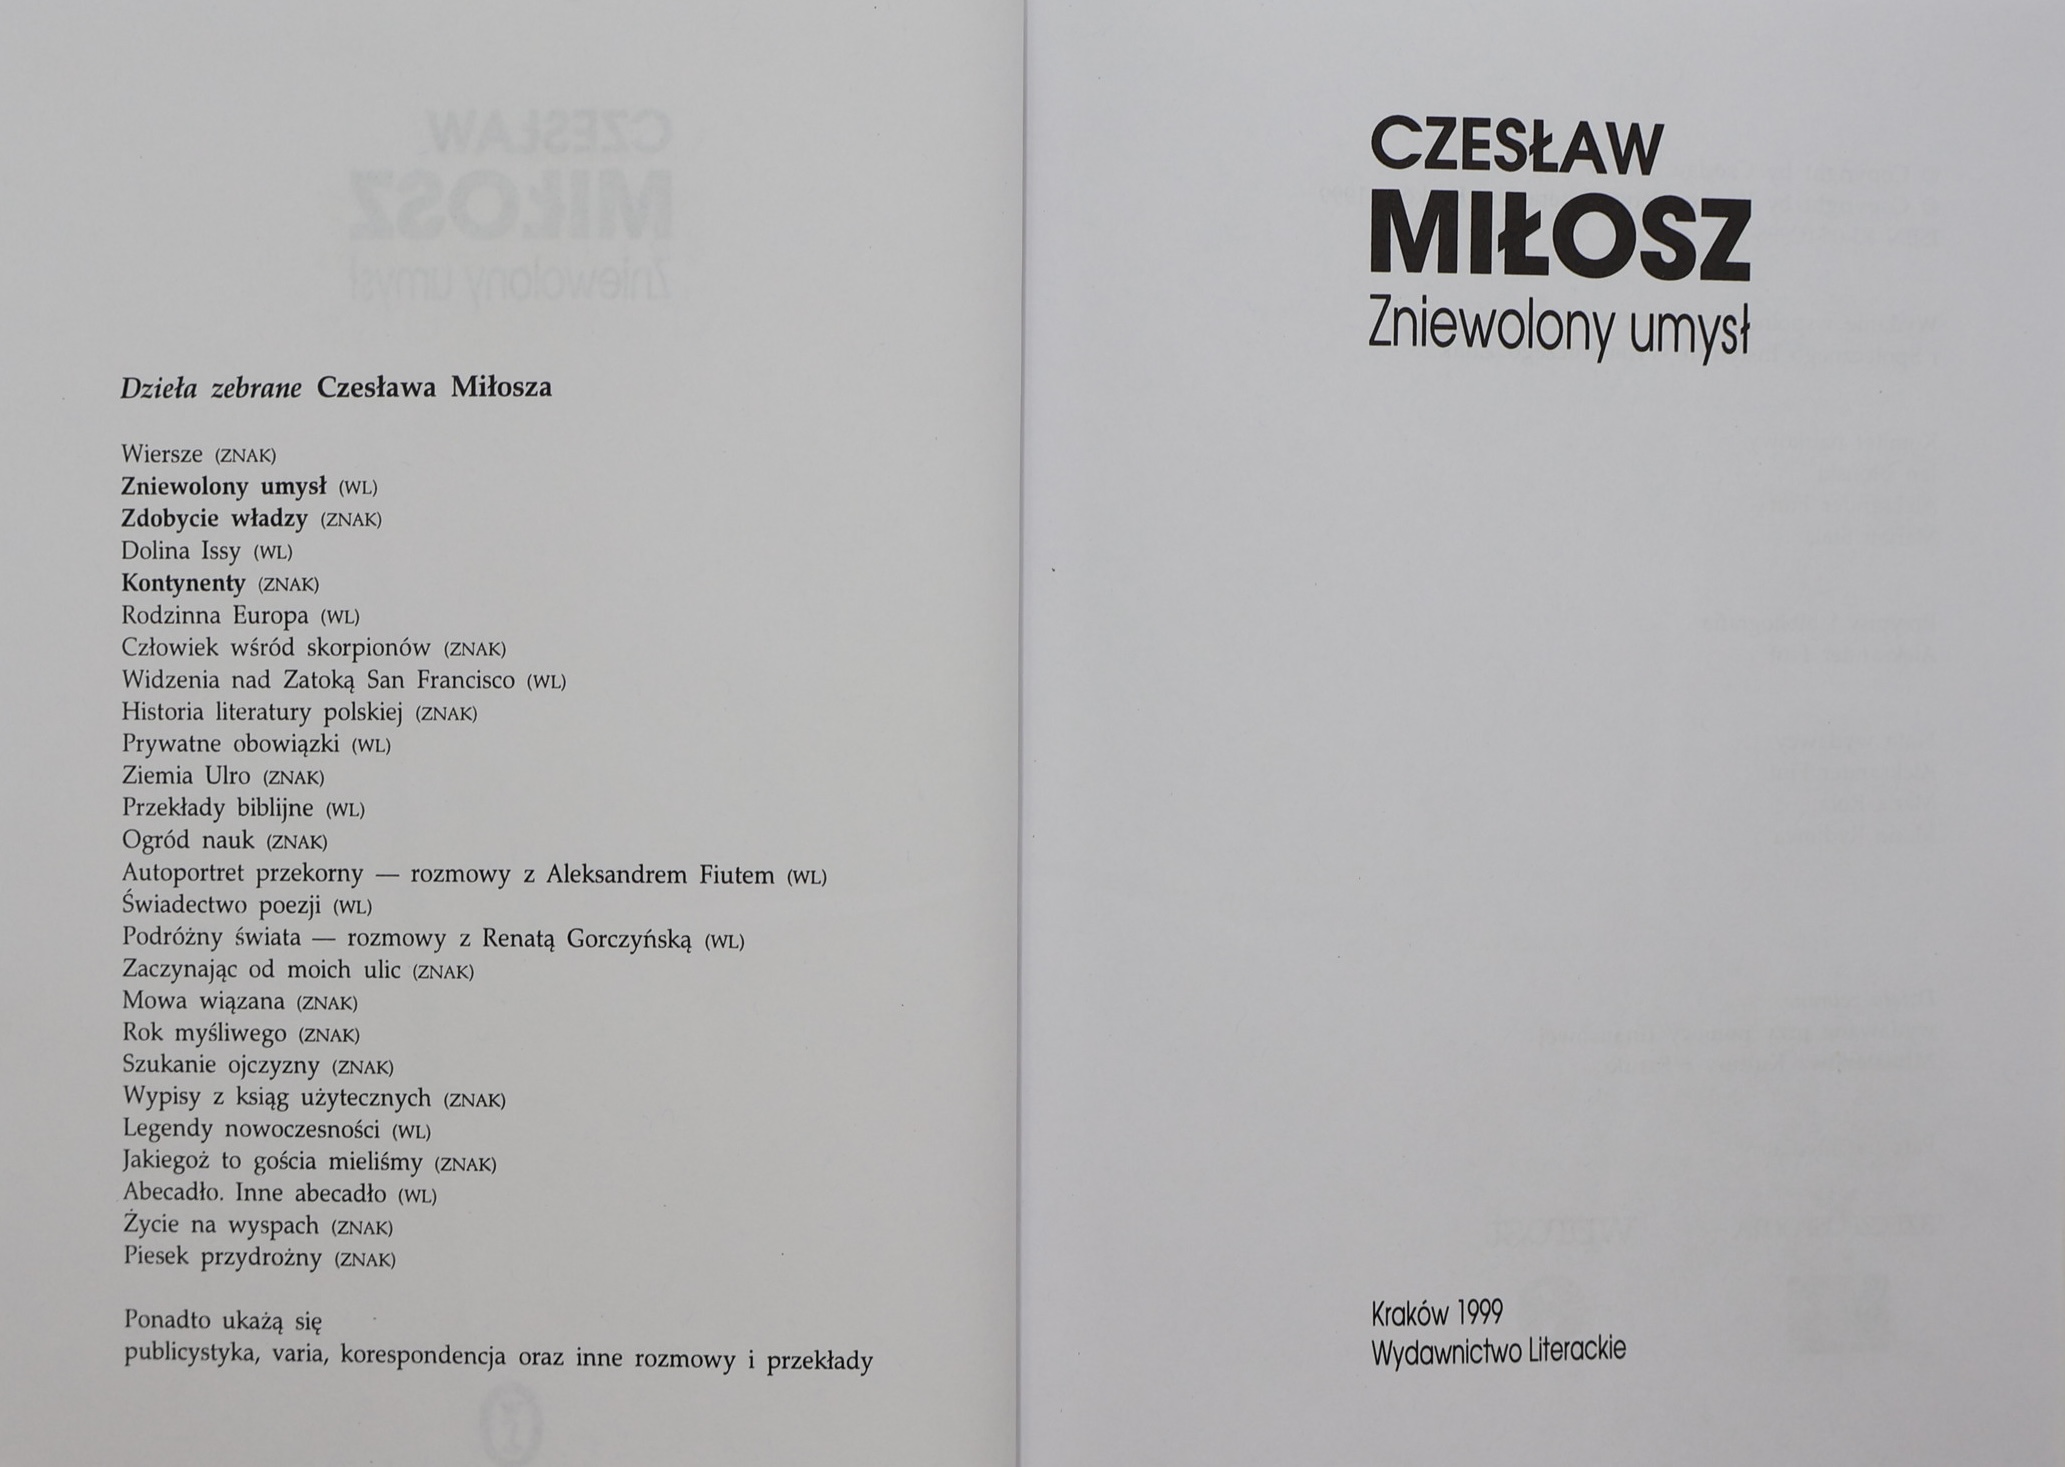 Dzieła zebrane Czesława Miłosza
Wiersze (ZNAK)
Zniewolony umysł (WL)
Zdobycie władzy (ZNAK)
Dolina Issy (WL)
Kontynenty (ZNAK)
Rodzinna Europa (WL)
Człowiek wśród skorpionów (ZNAK)
Widzenia nad Zatoką San Francisco (WL)
Historia literatury polskiej (ZNAK)
Prywatne obowiązki (WL)
Ziemia Ulro (ZNAK)
Przekłady biblijne (WL)
Ogród nauk (ZNAK)
Autoportret przekorny — rozmowy z Aleksandrem Fiutem (WL)
Świadectwo poezji (WL)
Podróżny świata — rozmowy z Renatą Gorczyńską (WL)
Zaczynając od moich ulic (ZNAK)
Mowa wiązana (ZNAK)
Rok myśliwego (ZNAK)
Szukanie ojczyzny (ZNAK)
Wypisy z ksiąg użytecznych (ZNAK)
Legendy nowoczesności (WL)
Jakiegoż to gościa mieliśmy (ZNAK)
Abecadło. Inne abecadło (WL)
Życie na wyspach (ZNAK)
Piesek przydrożny (ZNAK)
Ponadto ukażą się
publicystyka, varia, korespondencja oraz inne rozmowy i przekłady
CZESŁAW
MIŁOSZ
Zniewolony umysł
Kraków 1999
Wydawnictwo Literackie